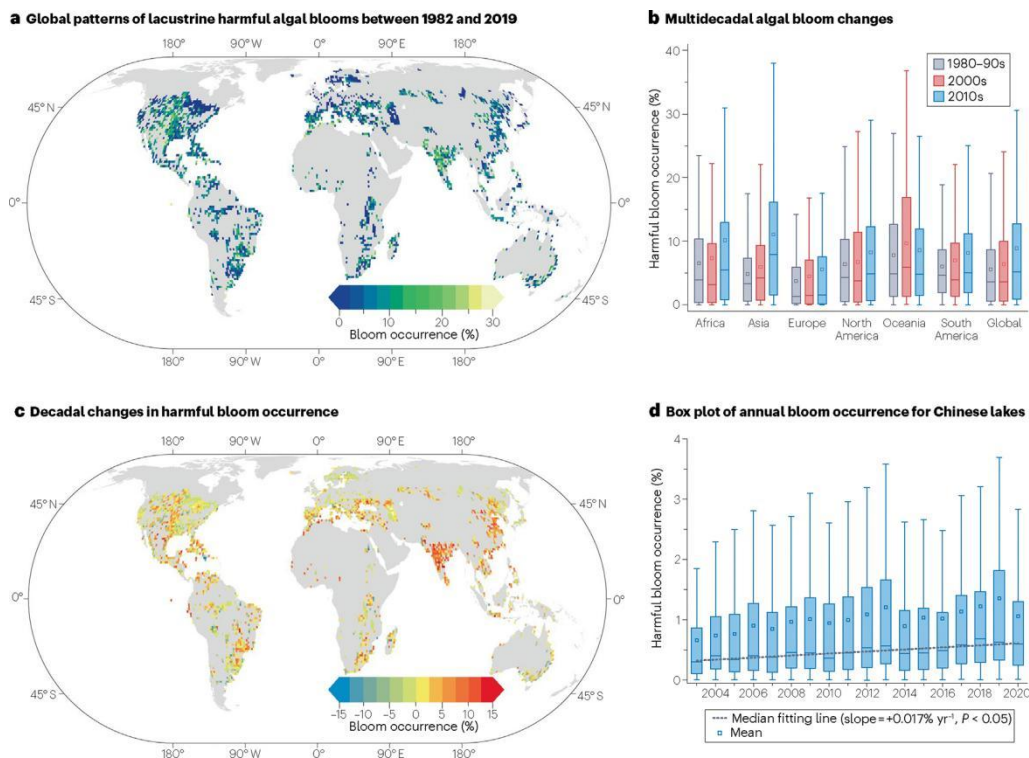 a Global patterns of lacustrine harmful algal blooms between 1982 and 2019
180° 90° W 0° 90° E 180°
45° N
45° N
0°
0°
45° S
45° S
0 10 20 30
Bloom occurrence (%)
180° 90° W 0° 90° E 180°
b Multidecadal algal bloom changes
Harmful bloom occurrence (%)
40
30
20
10
0
1980–90s
2000s
2010s
Africa Asia Europe North America Oceania South America Global
c Decadal changes in harmful bloom occurrence
180° 90° W 0° 90° E 180°
45° N
45° N
0°
0°
45° S
45° S
–15 –10 –5 0 5 10 15
Bloom occurrence (%)
180° 90° W 0° 90° E 180°
d Box plot of annual bloom occurrence for Chinese lakes
Harmful bloom occurrence (%)
4
3
2
1
0
2004 2006 2008 2010 2012 2014 2016 2018 2020
Median fitting line (slope = +0.017% yr⁻¹, P < 0.05)
Mean